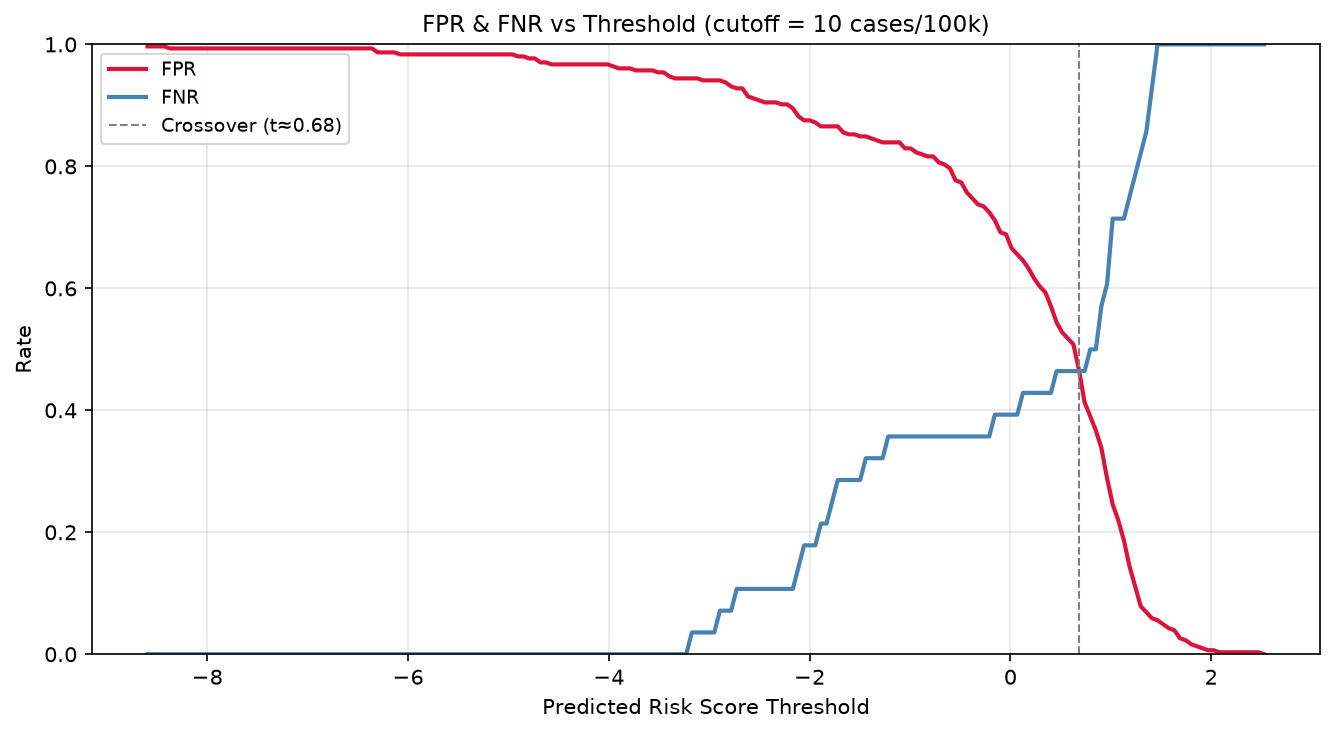 FPR & FNR vs Threshold (cutoff = 10 cases/100k)
FPR
FNR
Crossover (t≈0.68)
Rate
1.0
0.8
0.6
0.4
0.2
0.0
−8
−6
−4
−2
0
2
Predicted Risk Score Threshold